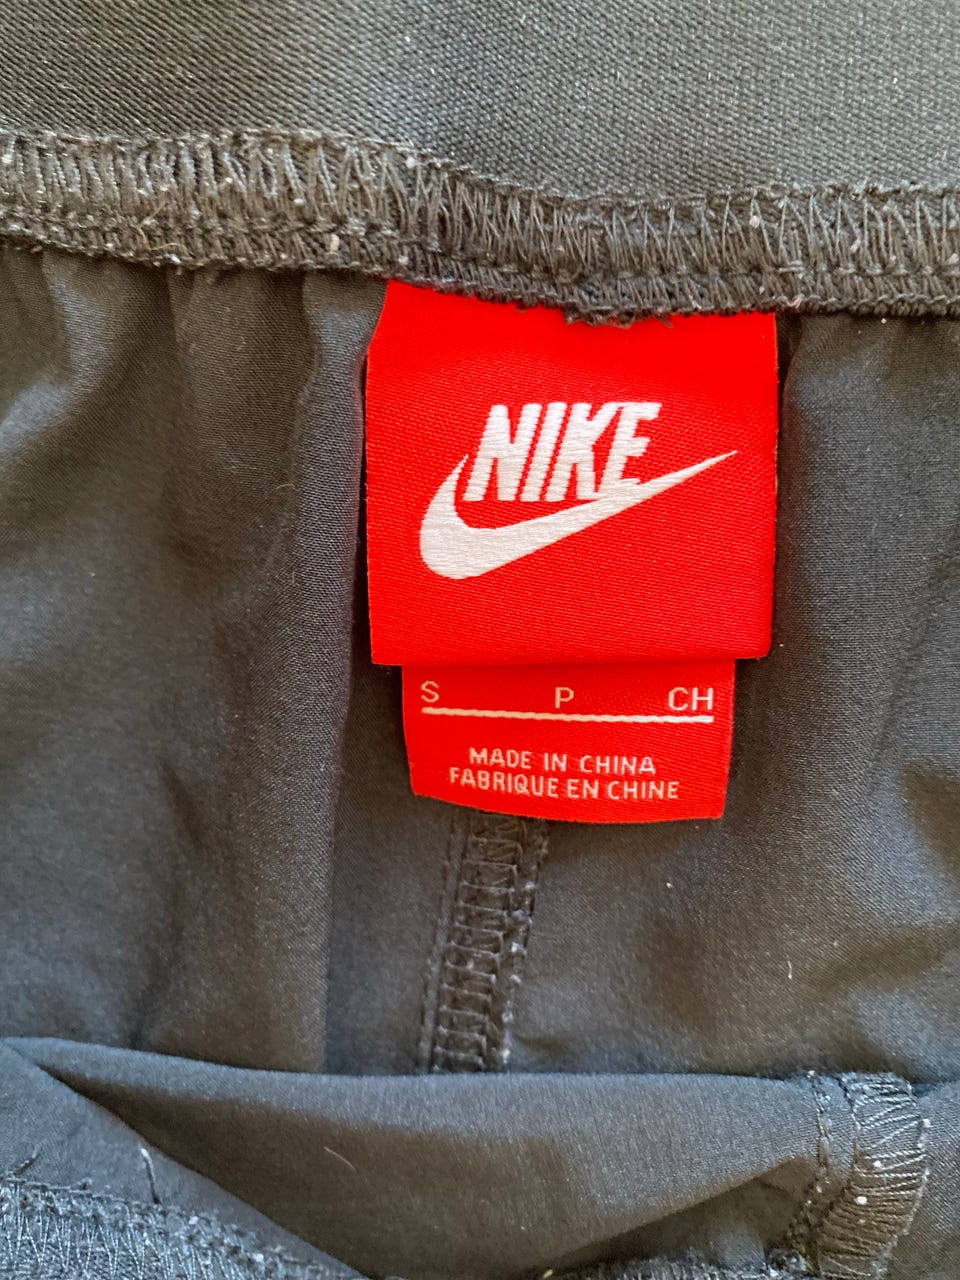 NIKE
S P CH
MADE IN CHINA
FABRIQUE EN CHINE